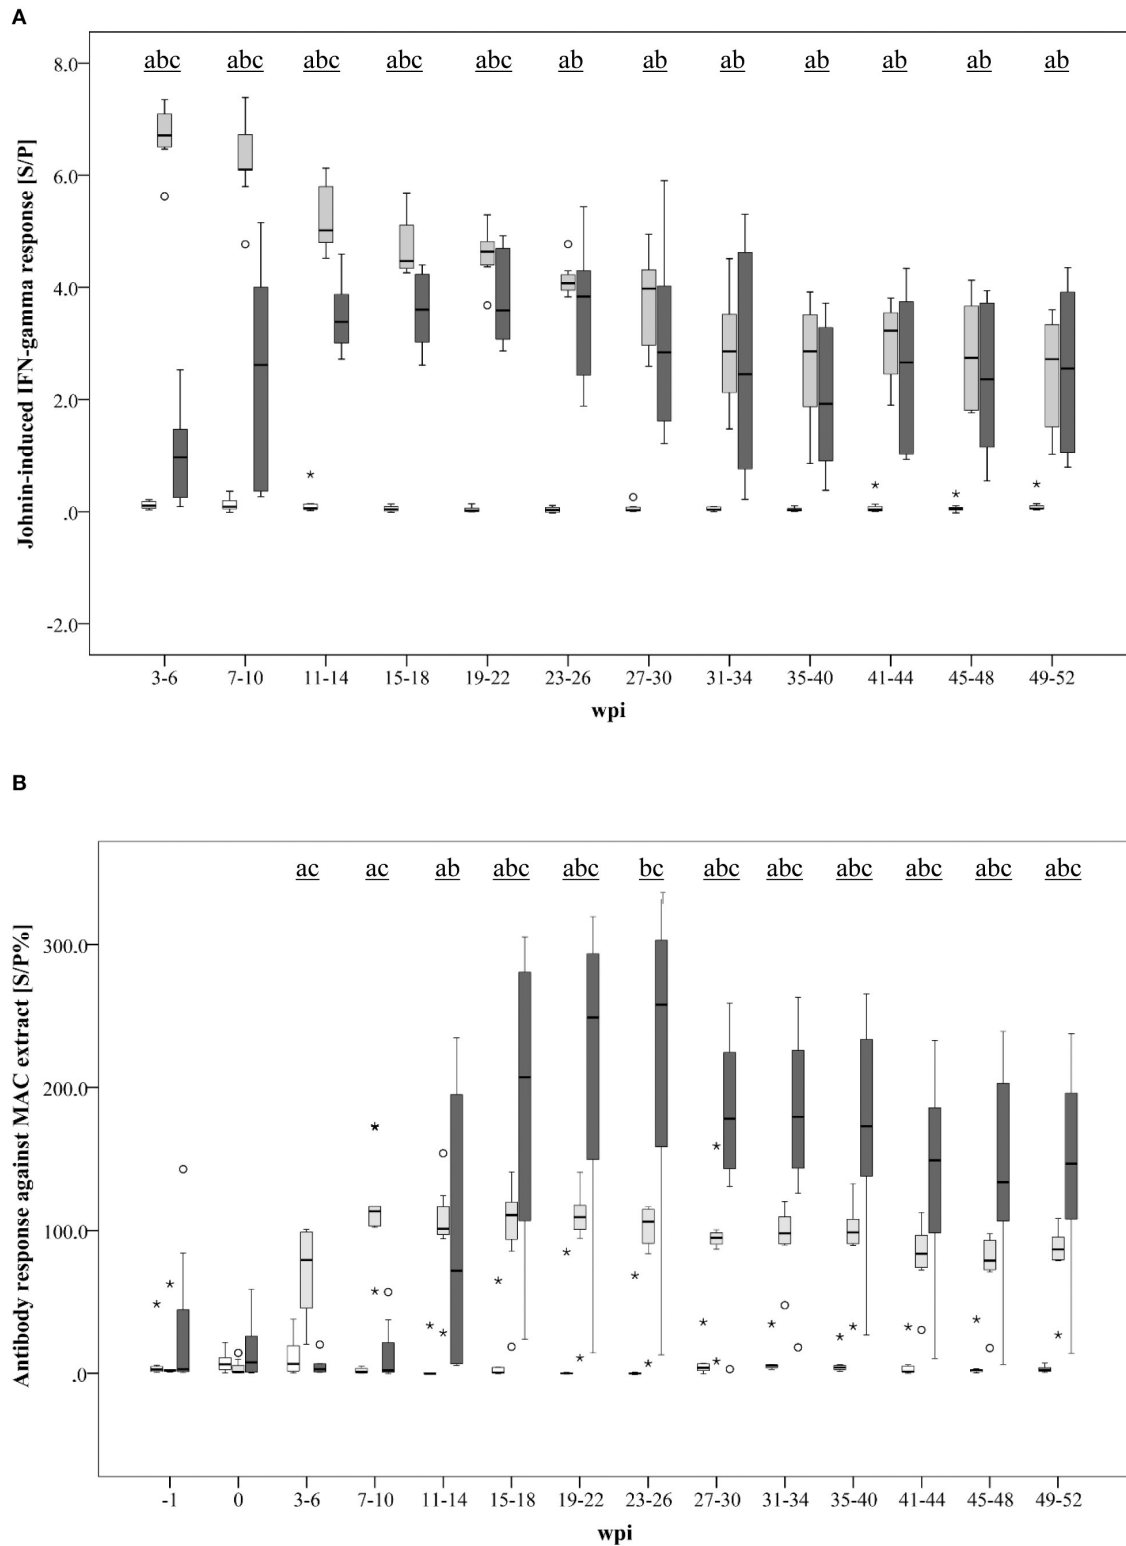 A
abc abc abc abc abc ab ab ab ab ab ab ab
Johnin-induced IFN-gamma response [S/P]
8.0
6.0
4.0
2.0
.0
-2.0
3-6 7-10 11-14 15-18 19-22 23-26 27-30 31-34 35-40 41-44 45-48 49-52
wpi
B
ac ac ab abc abc bc abc abc abc abc abc abc
Antibody response against MAC extract [S/P%]
300.0
200.0
100.0
.0
-1 0 3-6 7-10 11-14 15-18 19-22 23-26 27-30 31-34 35-40 41-44 45-48 49-52
wpi